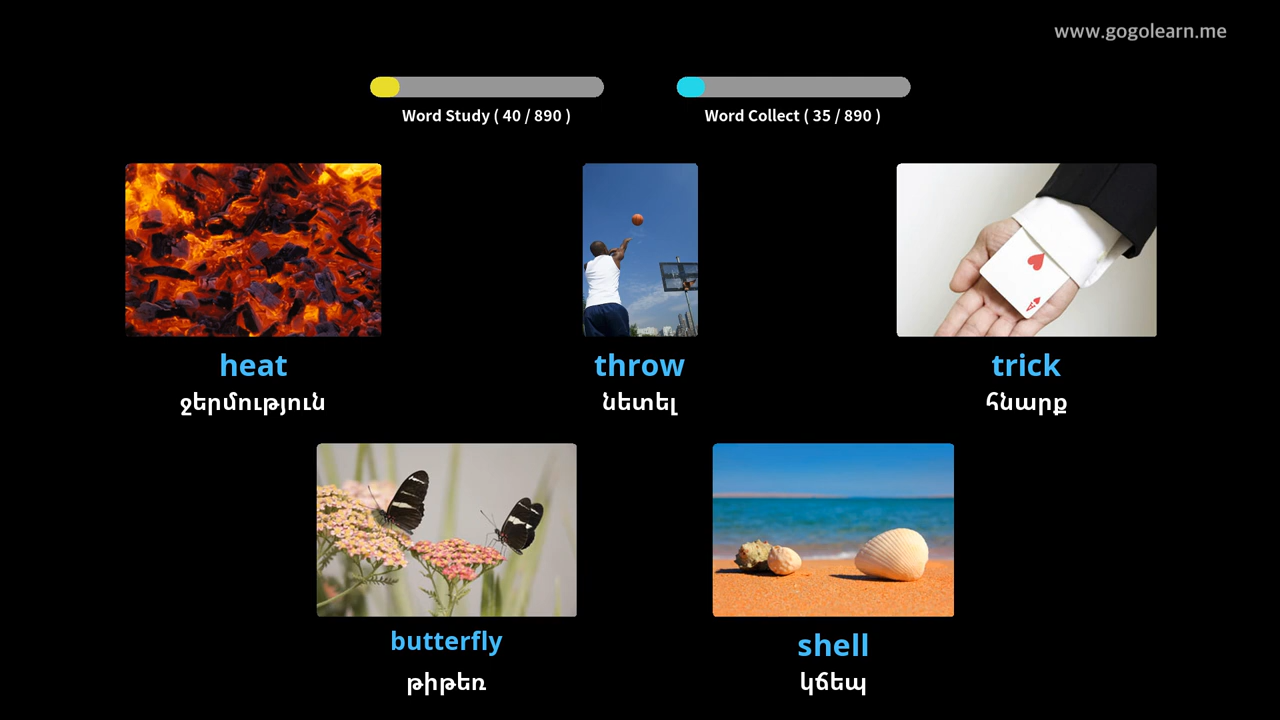 www.gogolearn.me
Word Study ( 40 / 890 )
Word Collect ( 35 / 890 )
heat
throw
trick
ջերմություն
նետել
հնարք
butterfly
shell
թիթեռ
կճեպ